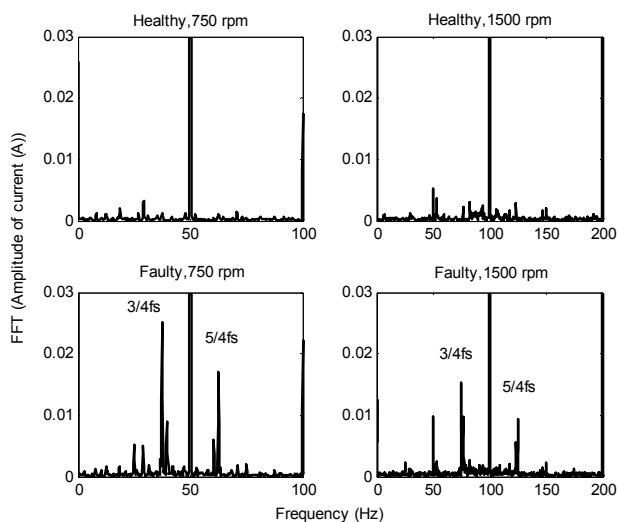 Healthy,750 rpm
Healthy,1500 rpm
0.03
0.02
0.01
0
0 50 100
0.03
0.02
0.01
0
0 50 100 150 200
FFT (Amplitude of current (A))
Faulty,750 rpm
Faulty,1500 rpm
0.03
0.02
0.01
0
3/4fs
5/4fs
0 50 100
0.03
0.02
0.01
0
3/4fs
5/4fs
0 50 100 150 200
Frequency (Hz)